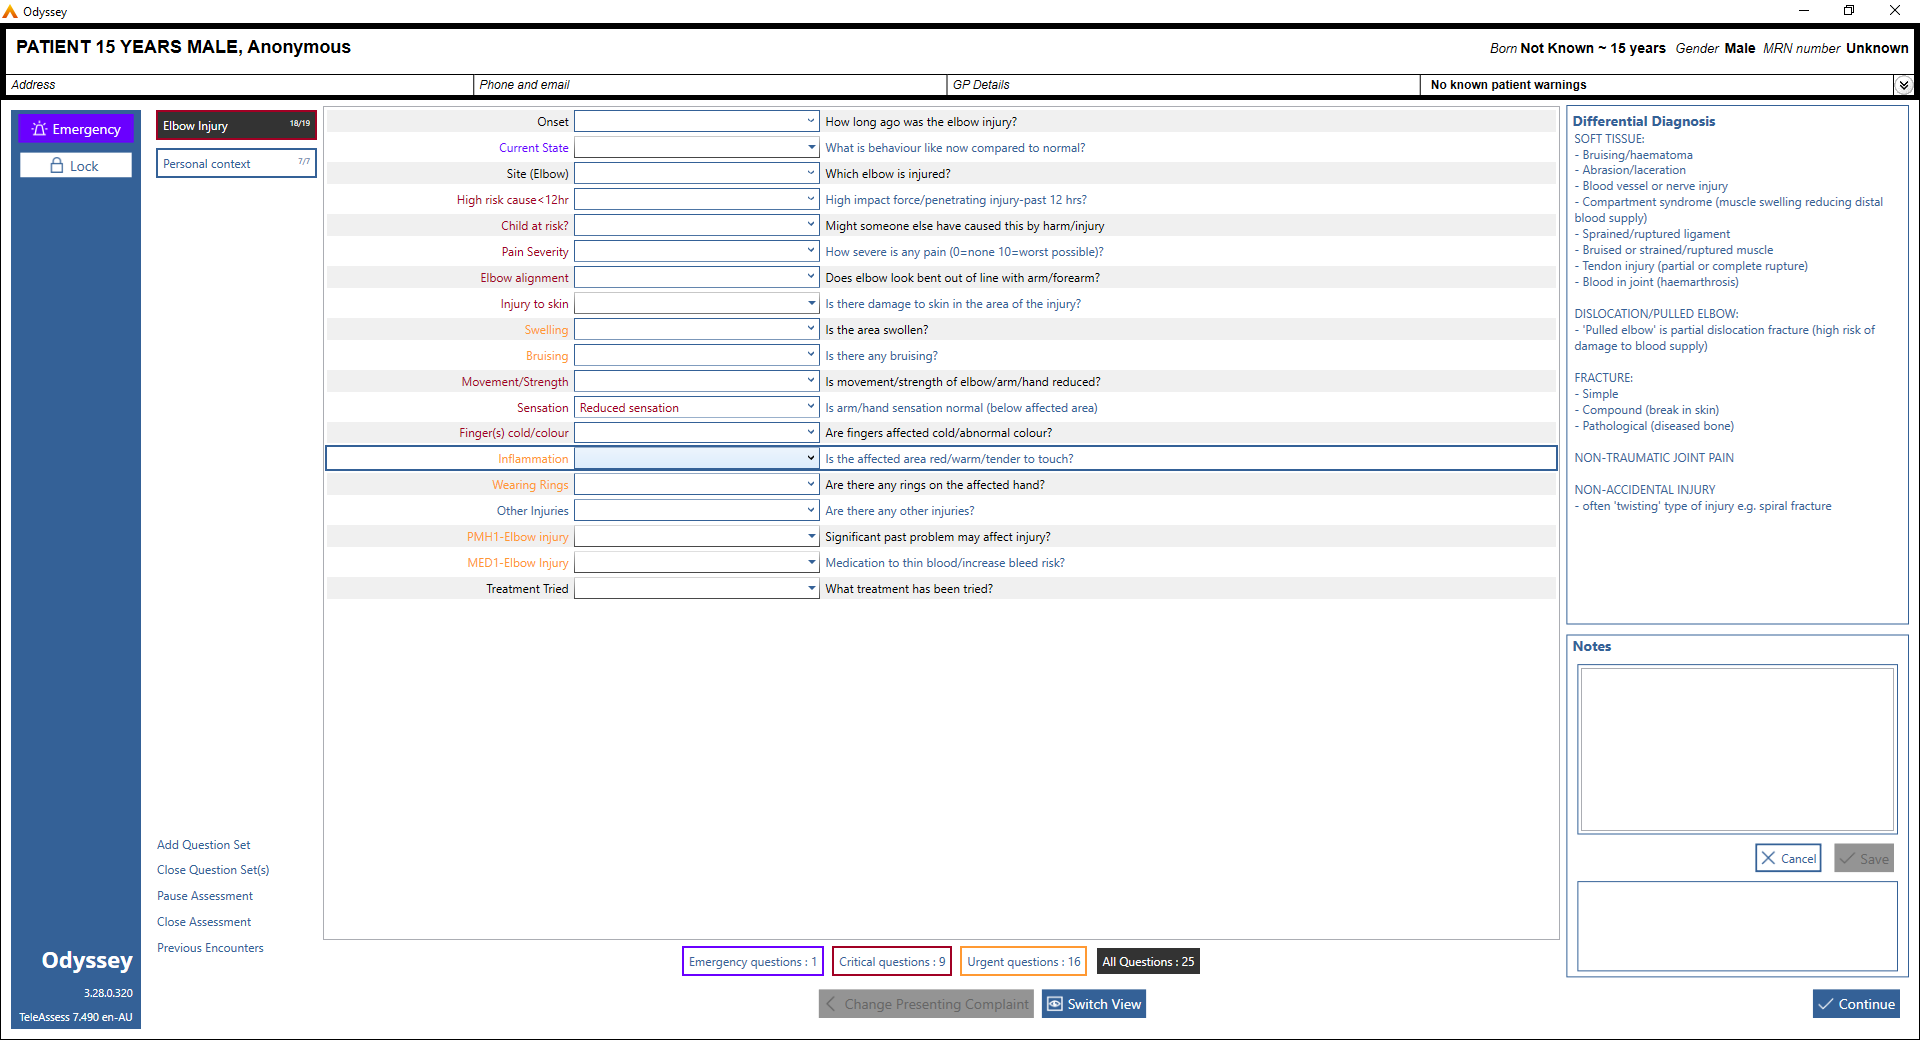 Odyssey
PATIENT 15 YEARS MALE, Anonymous
Born Not Known ~ 15 years Gender Male MRN number Unknown
Address
Phone and email
GP Details
No known patient warnings
Emergency
Lock
Elbow Injury 18/19
Personal context 7/7
Onset How long ago was the elbow injury?
Current State What is behaviour like now compared to normal?
Site (Elbow) Which elbow is injured?
High risk cause<12hr High impact force/penetrating injury-past 12 hrs?
Child at risk? Might someone else have caused this by harm/injury
Pain Severity How severe is any pain (0=none 10=worst possible)?
Elbow alignment Does elbow look bent out of line with arm/forearm?
Injury to skin Is there damage to skin in the area of the injury?
Swelling Is the area swollen?
Bruising Is there any bruising?
Movement/Strength Is movement/strength of elbow/arm/hand reduced?
Sensation Reduced sensation Is arm/hand sensation normal (below affected area)
Finger(s) cold/colour Are fingers affected cold/abnormal colour?
Inflammation Is the affected area red/warm/tender to touch?
Wearing Rings Are there any rings on the affected hand?
Other Injuries Are there any other injuries?
PMH1-Elbow injury Significant past problem may affect injury?
MED1-Elbow Injury Medication to thin blood/increase bleed risk?
Treatment Tried What treatment has been tried?
Differential Diagnosis
SOFT TISSUE:
- Bruising/haematoma
- Abrasion/laceration
- Blood vessel or nerve injury
- Compartment syndrome (muscle swelling reducing distal
blood supply)
- Sprained/ruptured ligament
- Bruised or strained/ruptured muscle
- Tendon injury (partial or complete rupture)
- Blood in joint (haemarthrosis)
DISLOCATION/PULLED ELBOW:
- 'Pulled elbow' is partial dislocation fracture (high risk of
damage to blood supply)
FRACTURE:
- Simple
- Compound (break in skin)
- Pathological (diseased bone)
NON-TRAUMATIC JOINT PAIN
NON-ACCIDENTAL INJURY
- often 'twisting' type of injury e.g. spiral fracture
Notes
Cancel
Save
Add Question Set
Close Question Set(s)
Pause Assessment
Close Assessment
Previous Encounters
Odyssey
3.28.0.320
TeleAssess 7.490 en-AU
Emergency questions : 1
Critical questions : 9
Urgent questions : 16
All Questions : 25
Change Presenting Complaint
Switch View
Continue